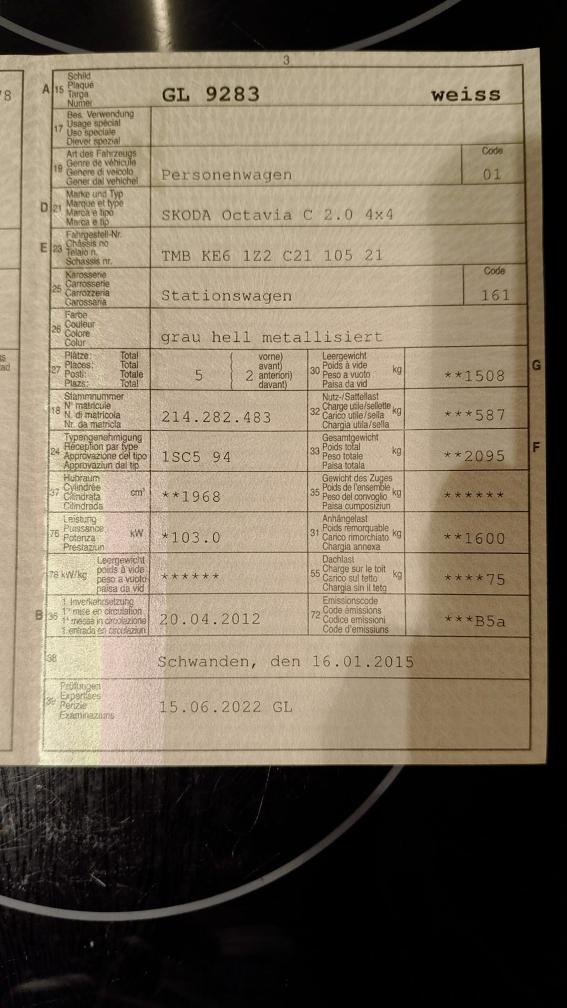 3
A 15 Schild
Plaque
Targa
Numer
GL 9283 weiss
17 Bes. Verwendung
Usage spécial
Uso speciale
Diever spezial
19 Art des Fahrzeugs
Genre de véhicule
Genere di veicolo
Gener dal vehichel
Personenwagen
Code
01
D 21 Marke und Typ
Marque et type
Marca e tipo
Marca e tip
SKODA Octavia C 2.0 4x4
E 23 Fahrgestell-Nr.
Châssis no
Telaio n.
Schassis nr.
TMB KE6 1Z2 C21 105 21
25 Karosserie
Carrosserie
Carrozzeria
Carossaria
Stationswagen
Code
161
26 Farbe
Couleur
Colore
Colur
grau hell metallisiert
27 Plätze: Total
Places: Total
Posti: Totale
Plazs: Total
5
( vorne)
avant)
2 anteriori)
( davant)
30 Leergewicht
Poids à vide
Peso a vuoto
Paisa da vid
kg
**1508
G
18 Stammnummer
N° matricule
N. di matricola
Nr. da matricla
214.282.483
32 Nutz-/Sattellast
Charge utile/sellette
Carico utile/sella
Chargia utila/sella
kg
***587
24 Typengenehmigung
Réception par type
Approvazione del tipo
Approvaziun dal tip
1SC5 94
33 Gesamtgewicht
Poids total
Peso totale
Paisa totala
kg
**2095
F
37 Hubraum
Cylindrée
Cilindrata
Cilindrada
cm³
**1968
35 Gewicht des Zuges
Poids de l'ensemble
Peso del convoglio
Paisa cumposiziun
kg
******
76 Leistung
Puissance
Potenza
Prestaziun
kW
*103.0
31 Anhängelast
Poids remorquable
Carico rimorchiato
Chargia annexa
kg
**1600
78 kW/kg
Leergewicht
poids à vide
peso a vuoto
paisa da vid
******
55 Dachlast
Charge sur le toit
Carico sul tetto
Chargia sin il tetg
kg
****75
B 36 1. Inverkehrsetzung
1re mise en circulation
1a messa in circolazione
1. entrada en circulaziun
20.04.2012
72 Emissionscode
Code émissions
Codice emissioni
Code d'emissiuns
***B5a
38
Schwanden, den 16.01.2015
39 Prüfungen
Expertises
Perizie
Examinaziuns
15.06.2022 GL